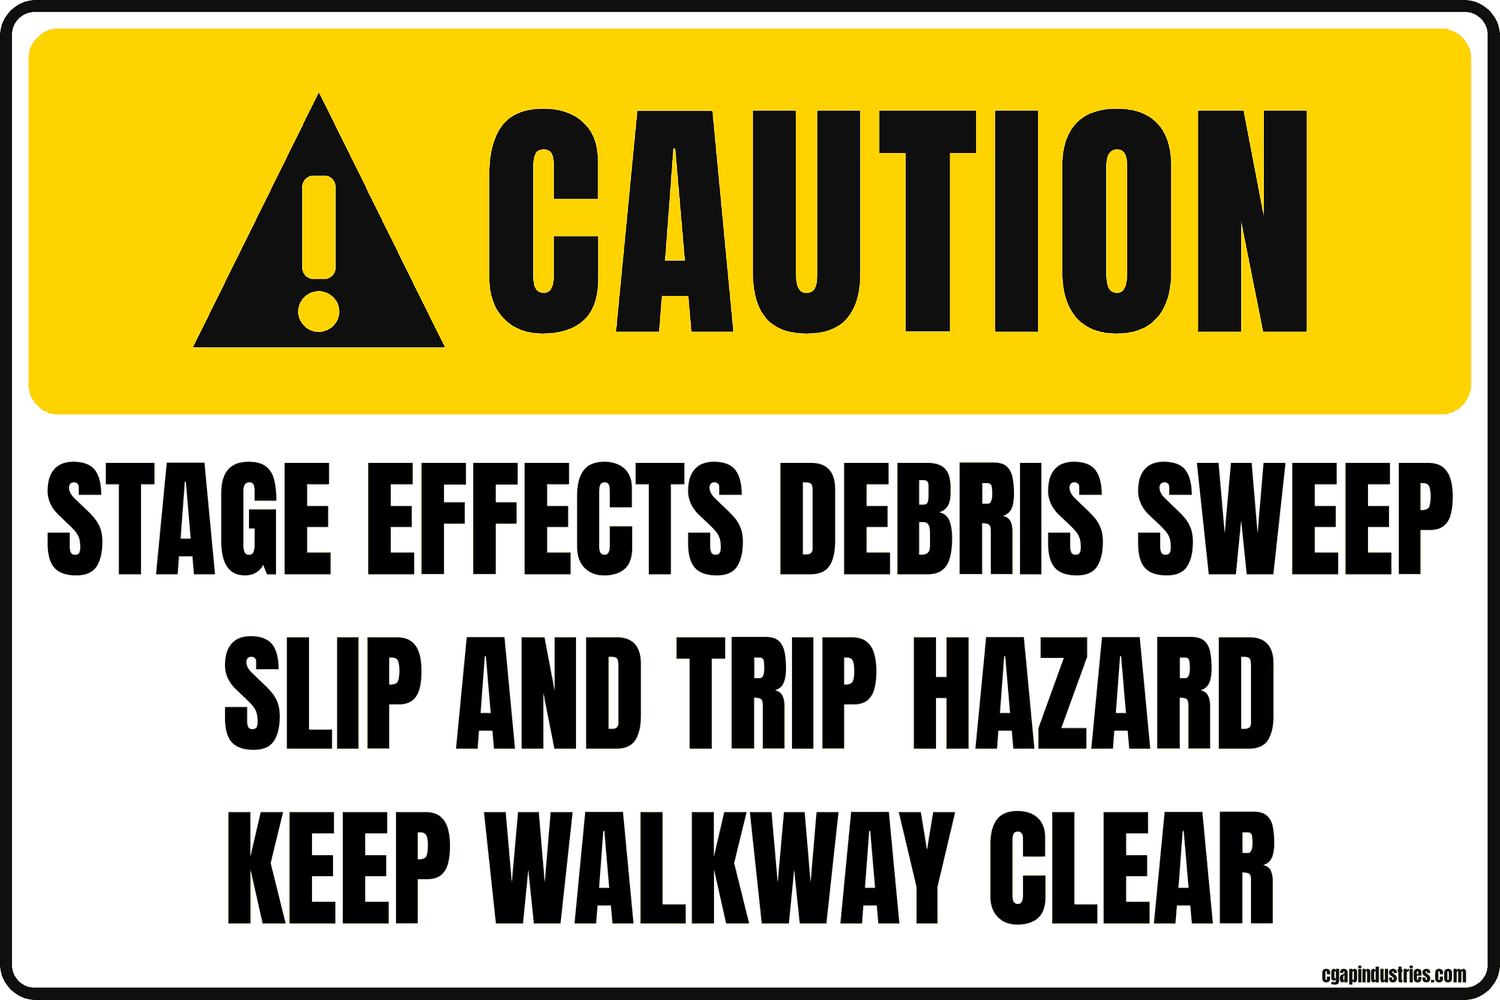 CAUTION
STAGE EFFECTS DEBRIS SWEEP
SLIP AND TRIP HAZARD
KEEP WALKWAY CLEAR
cgapindustries.com